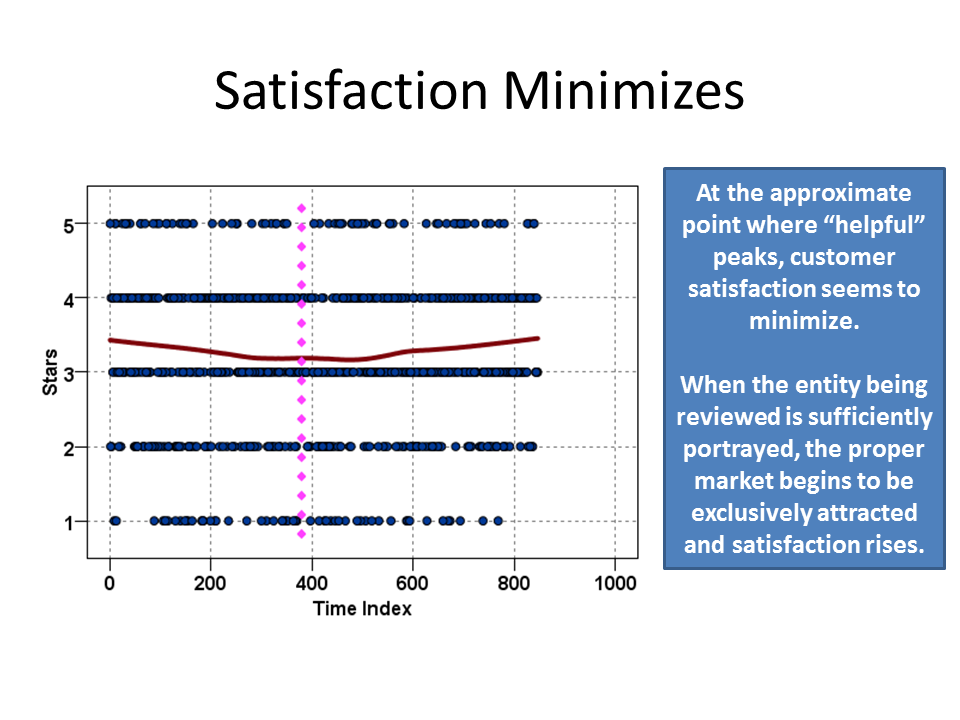 Satisfaction Minimizes
5
4
3
2
1
Stars
0 200 400 600 800 1000
Time Index
At the approximate
point where “helpful”
peaks, customer
satisfaction seems to
minimize.
When the entity being
reviewed is sufficiently
portrayed, the proper
market begins to be
exclusively attracted
and satisfaction rises.